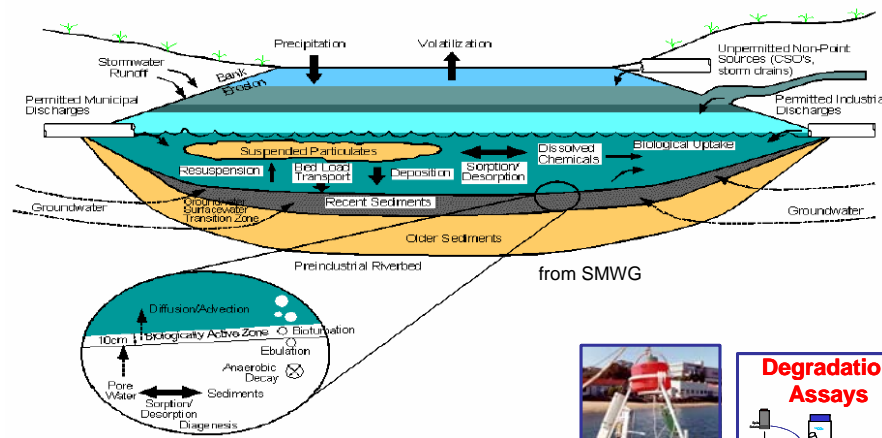 Precipitation
Volatilization
Unpermitted Non-Point
Sources (CSO's,
storm drains)
Stormwater
Runoff
Bank
Erosion
Permitted Municipal
Discharges
Permitted Industrial
Discharges
Suspended Particulates
Dissolved
Chemicals
Biological Uptake
Resuspension
Bed Load
Transport
Deposition
Sorption/
Desorption
Recent Sediments
Groundwater
Groundwater
Surfacewater
Transition Zone
Groundwater
Older Sediments
Preindustrial Riverbed
from SMWG
Diffusion/Advection
10cm
Biologically Active Zone
Bioturbation
Ebulation
Anaerobic
Decay
Pore
Water
Sediments
Sorption/
Desorption
Diagenesis
Degradatio
Assays